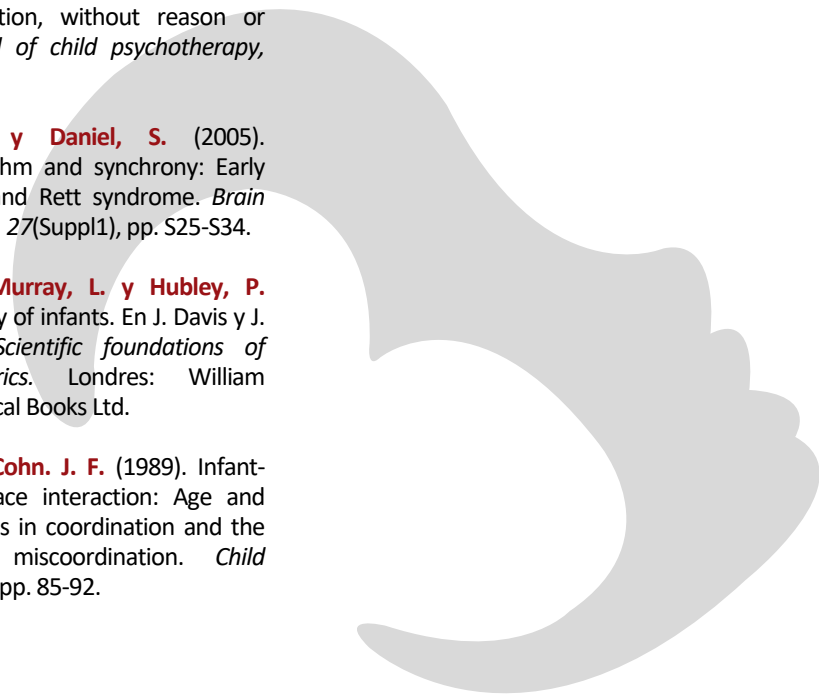 tion, without reason or
of child psychotherapy,
y Daniel, S. (2005).
hm and synchrony: Early
nd Rett syndrome. Brain
27(Suppl1), pp. S25-S34.
Murray, L. y Hubley, P.
y of infants. En J. Davis y J.
Scientific foundations of
rics. Londres: William
cal Books Ltd.
Cohn. J. F. (1989). Infant-
ace interaction: Age and
s in coordination and the
miscoordination. Child
pp. 85-92.